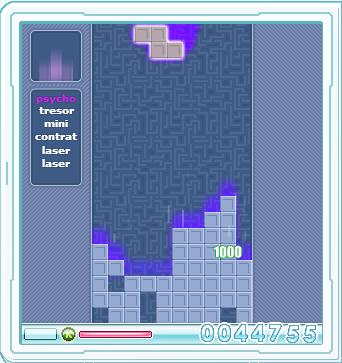 psycho
tresor
mini
contrat
laser
laser
1000
0044755